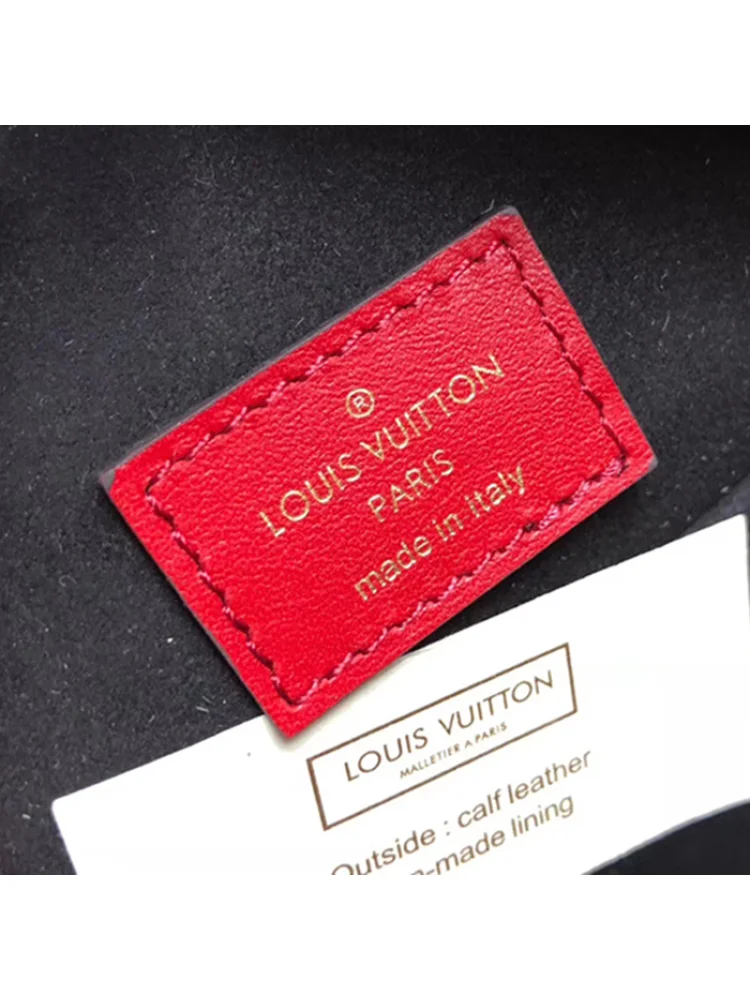 ®
LOUIS VUITTON
PARIS
made in italy
LOUIS VUITTON
MALLETIER A PARIS
Outside : calf leather
-made lining